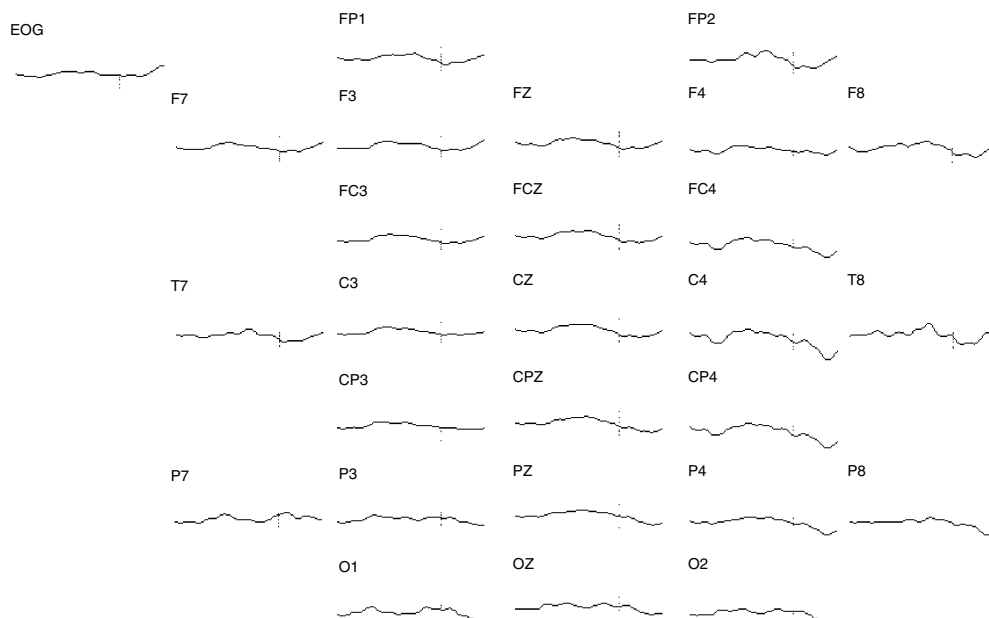 FP1 FP2
EOG
F7 F3 FZ F4 F8
FC3 FCZ FC4
T7 C3 CZ C4 T8
CP3 CPZ CP4
P7 P3 PZ P4 P8
O1 OZ O2